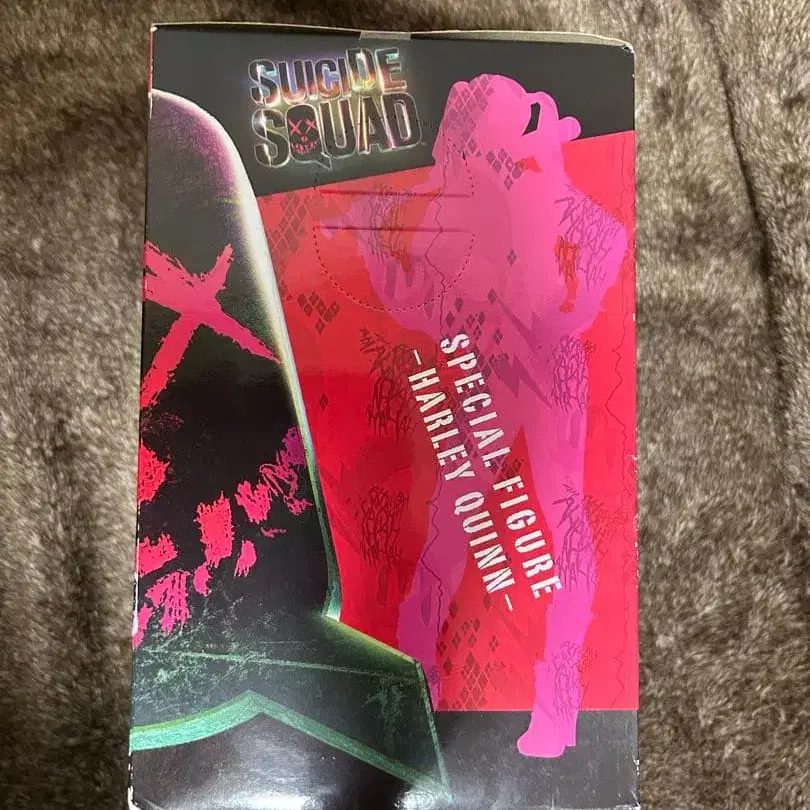 SUICIDE
SQUAD
SPECIAL FIGURE
-HARLEY QUINN-